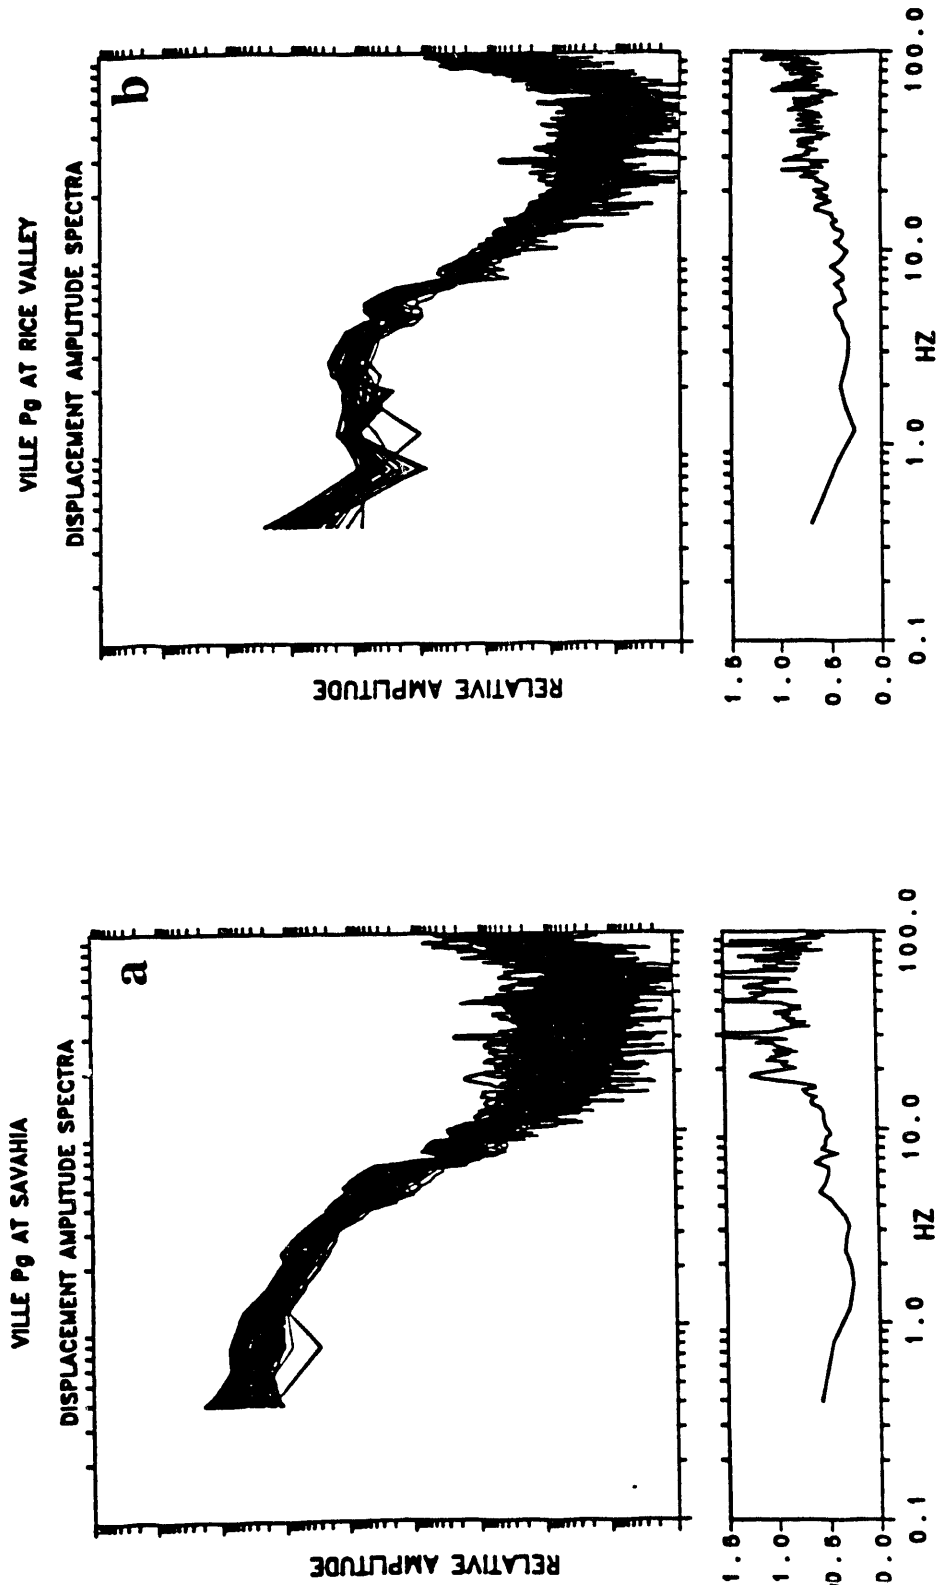 VILLE Pg AT SAVAHIA
DISPLACEMENT AMPLITUDE SPECTRA
a
RELATIVE AMPLITUDE
1.5
1.0
0.5
0.0
0.1
1.0
10.0
100.0
HZ
VILLE Pg AT RICE VALLEY
DISPLACEMENT AMPLITUDE SPECTRA
b
RELATIVE AMPLITUDE
1.5
1.0
0.5
0.0
0.1
1.0
10.0
100.0
HZ